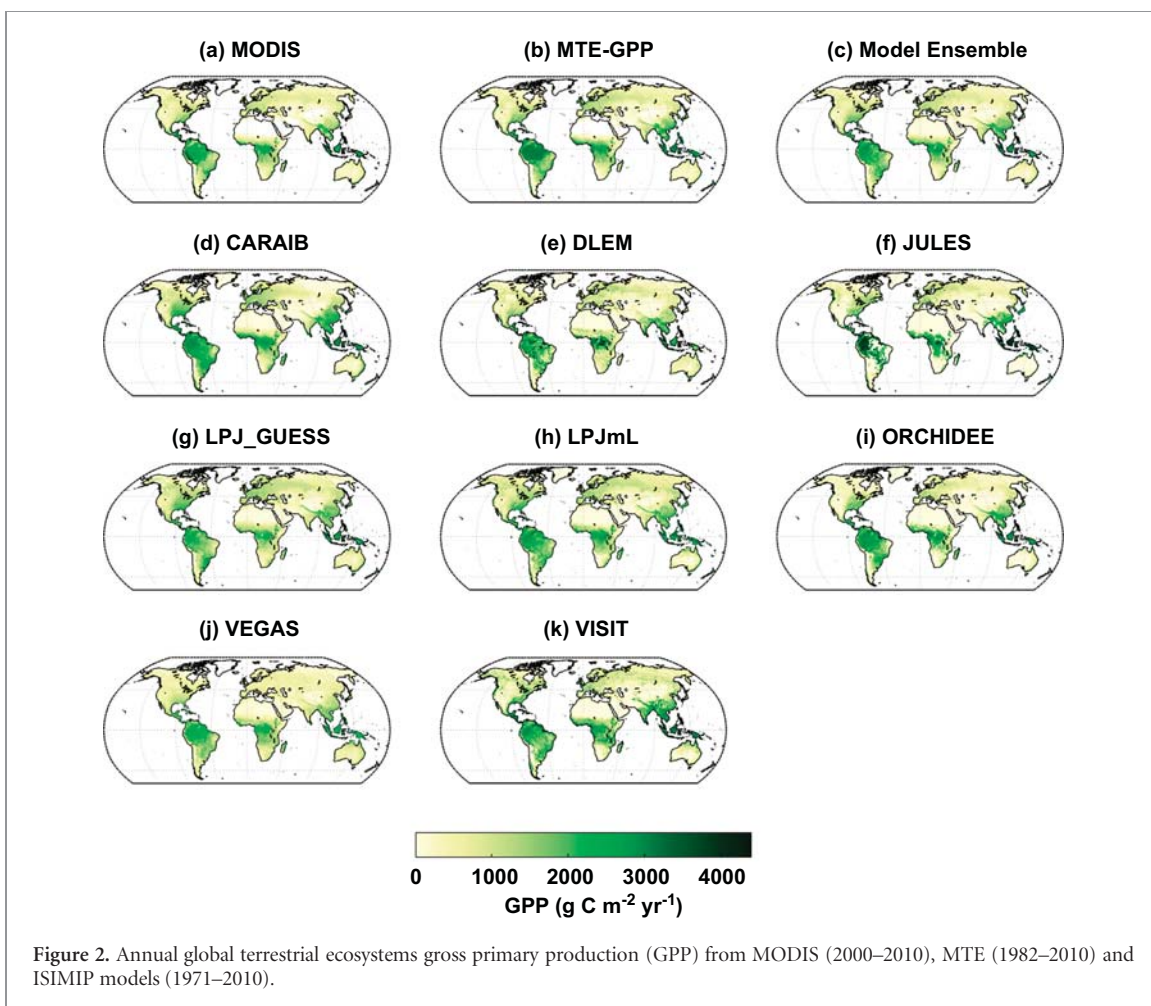 (a) MODIS
(b) MTE-GPP
(c) Model Ensemble
(d) CARAIB
(e) DLEM
(f) JULES
(g) LPJ_GUESS
(h) LPJmL
(i) ORCHIDEE
(j) VEGAS
(k) VISIT
0 1000 2000 3000 4000
GPP (g C m⁻² yr⁻¹)
Figure 2. Annual global terrestrial ecosystems gross primary production (GPP) from MODIS (2000–2010), MTE (1982–2010) and
ISIMIP models (1971–2010).